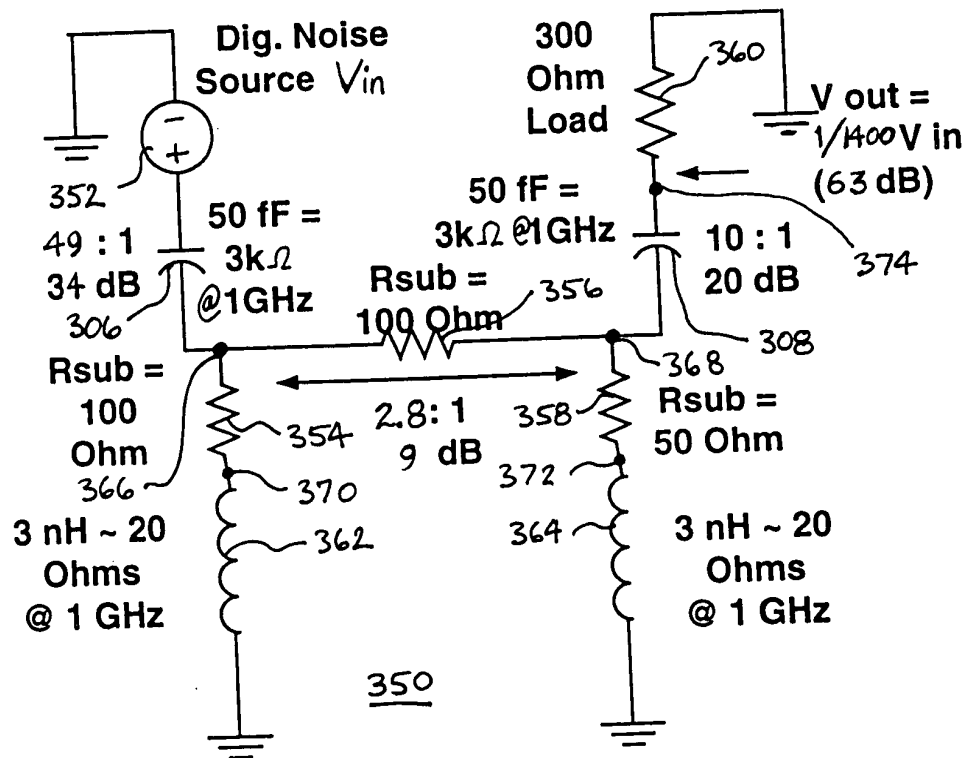 Dig. Noise
Source Vin
352
49 : 1
34 dB
306
50 fF =
3kΩ
@1GHz
300
Ohm
Load
360
V out =
1/1400 V in
(63 dB)
374
50 fF =
3kΩ @1GHz
10 : 1
20 dB
308
Rsub =
100 Ohm
356
366
Rsub =
100
Ohm
354
2.8: 1
9 dB
368
358
Rsub =
50 Ohm
370
372
3 nH ~ 20
Ohms
@ 1 GHz
362
364
3 nH ~ 20
Ohms
@ 1 GHz
350
- 
+